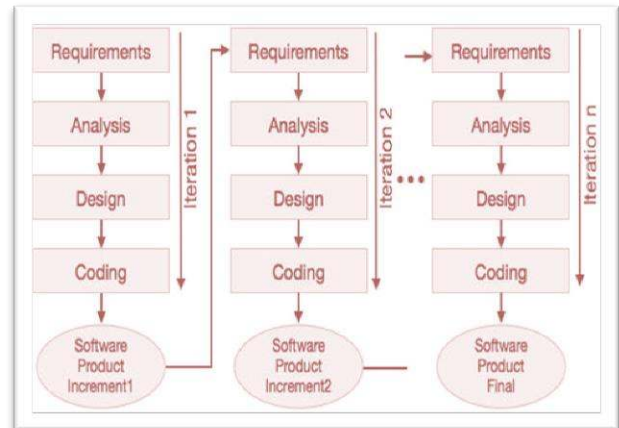 Requirements
Analysis
Design
Coding
Software
Product
Increment1
Iteration 1
Requirements
Analysis
Design
Coding
Software
Product
Increment2
Iteration 2
Requirements
Analysis
Design
Coding
Software
Product
Final
Iteration n